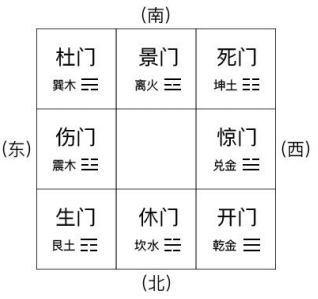 (南)
杜门 景门 死门
巽木 ☴ 离火 ☲ 坤土 ☷
伤门 惊门
(东) (西)
震木 ☳ 兑金 ☱
生门 休门 开门
艮土 ☶ 坎水 ☵ 乾金 ☰
(北)